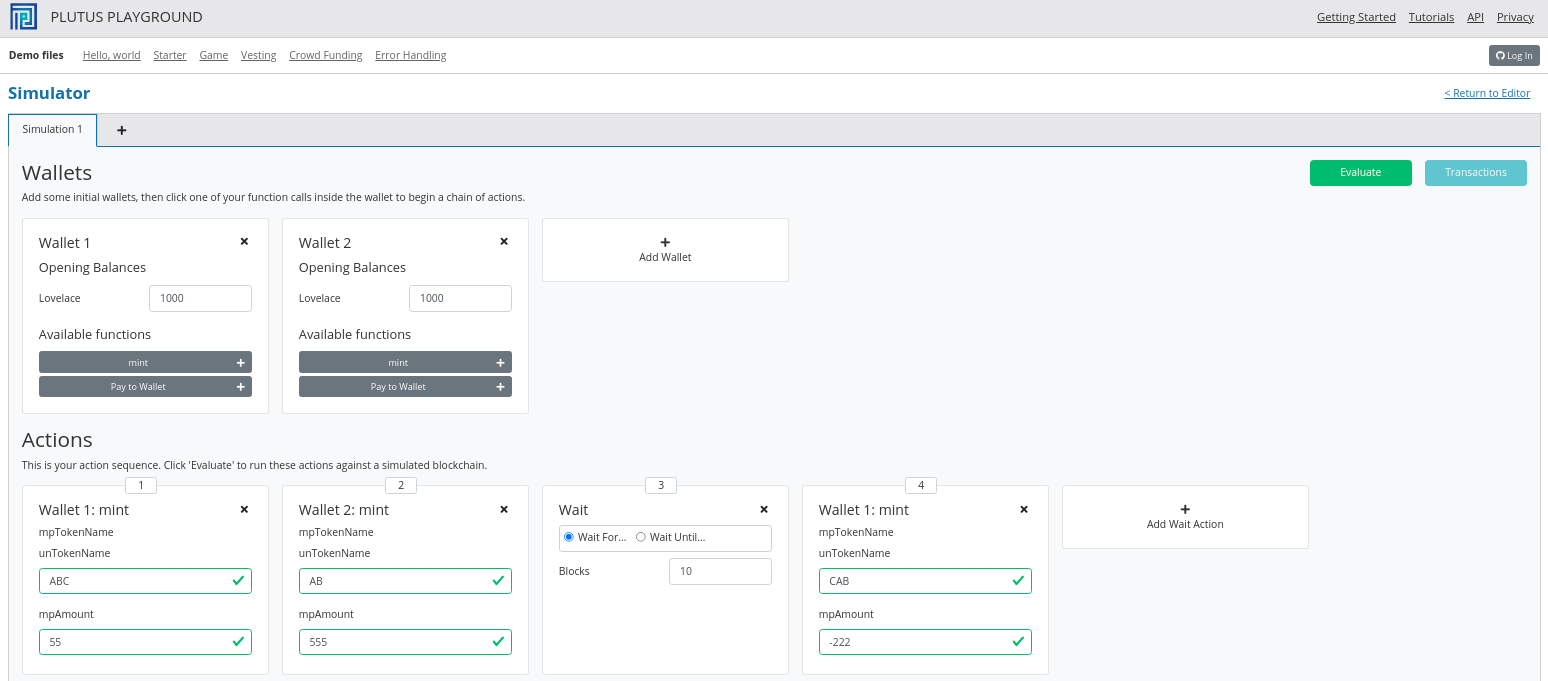 PLUTUS PLAYGROUND
Getting Started Tutorials API Privacy
Demo files Hello, world Starter Game Vesting Crowd Funding Error Handling
Log In
Simulator
< Return to Editor
Simulation 1 +
Wallets
Evaluate Transactions
Add some initial wallets, then click one of your function calls inside the wallet to begin a chain of actions.
Wallet 1
Opening Balances
Lovelace 1000
Available functions
mint +
Pay to Wallet +
Wallet 2
Opening Balances
Lovelace 1000
Available functions
mint +
Pay to Wallet +
+
Add Wallet
Actions
This is your action sequence. Click 'Evaluate' to run these actions against a simulated blockchain.
1
Wallet 1: mint
mpTokenName
unTokenName
ABC
mpAmount
55
2
Wallet 2: mint
mpTokenName
unTokenName
AB
mpAmount
555
3
Wait
Wait For... Wait Until...
Blocks 10
4
Wallet 1: mint
mpTokenName
unTokenName
CAB
mpAmount
-222
+
Add Wait Action